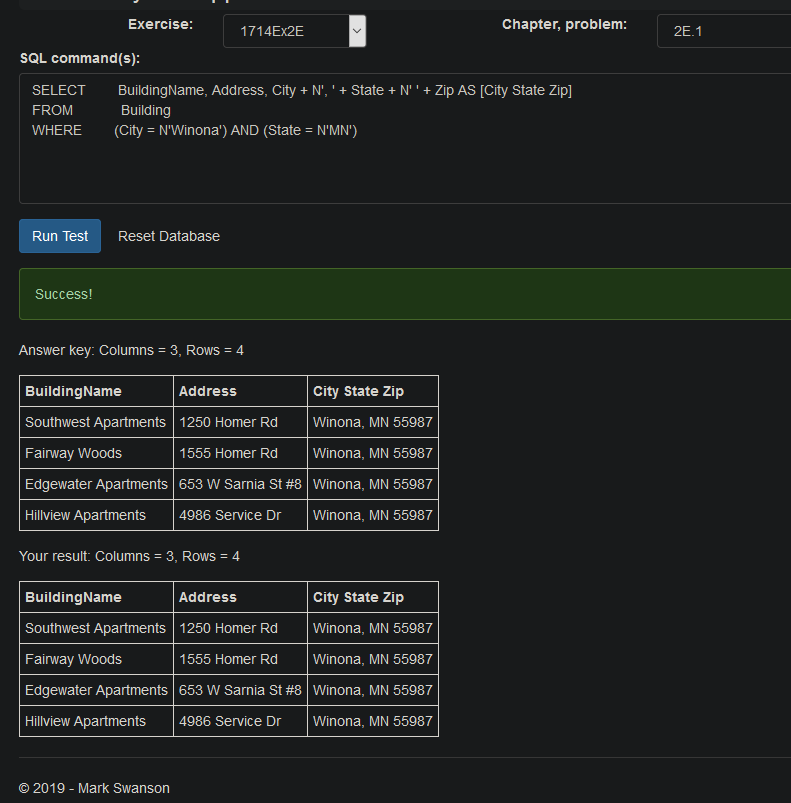 Exercise: 1714Ex2E Chapter, problem: 2E.1
SQL command(s):
SELECT BuildingName, Address, City + N', ' + State + N' ' + Zip AS [City State Zip]
FROM Building
WHERE (City = N'Winona') AND (State = N'MN')
Run Test Reset Database
Success!
Answer key: Columns = 3, Rows = 4
BuildingName Address City State Zip
Southwest Apartments 1250 Homer Rd Winona, MN 55987
Fairway Woods 1555 Homer Rd Winona, MN 55987
Edgewater Apartments 653 W Sarnia St #8 Winona, MN 55987
Hillview Apartments 4986 Service Dr Winona, MN 55987
Your result: Columns = 3, Rows = 4
BuildingName Address City State Zip
Southwest Apartments 1250 Homer Rd Winona, MN 55987
Fairway Woods 1555 Homer Rd Winona, MN 55987
Edgewater Apartments 653 W Sarnia St #8 Winona, MN 55987
Hillview Apartments 4986 Service Dr Winona, MN 55987
© 2019 - Mark Swanson